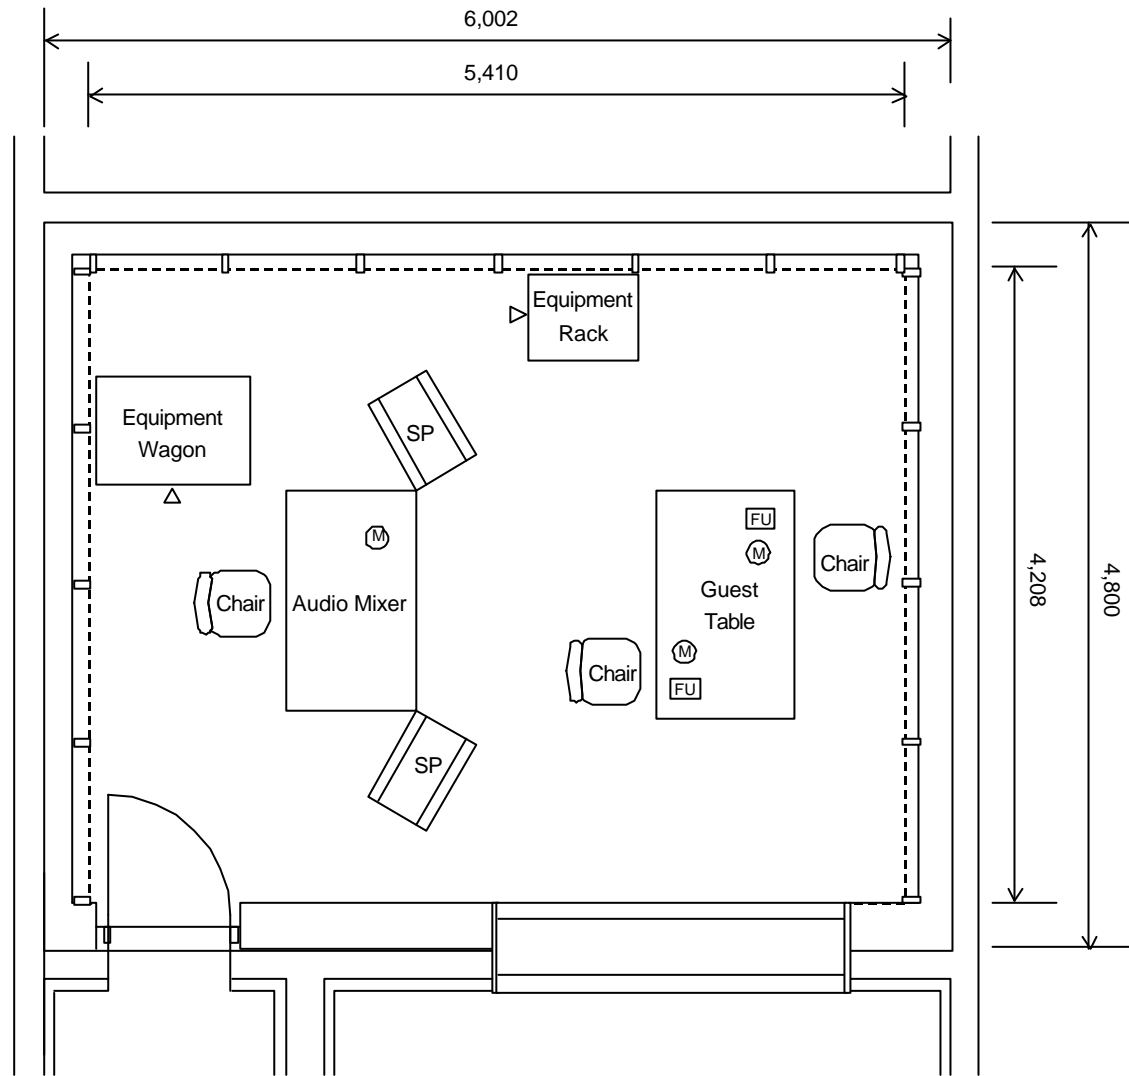 6,002
5,410
Equipment
Rack
Equipment
Wagon
SP
M
FU
M
Chair
Guest
Table
4,208
4,800
Chair
Audio Mixer
M
Chair
FU
SP